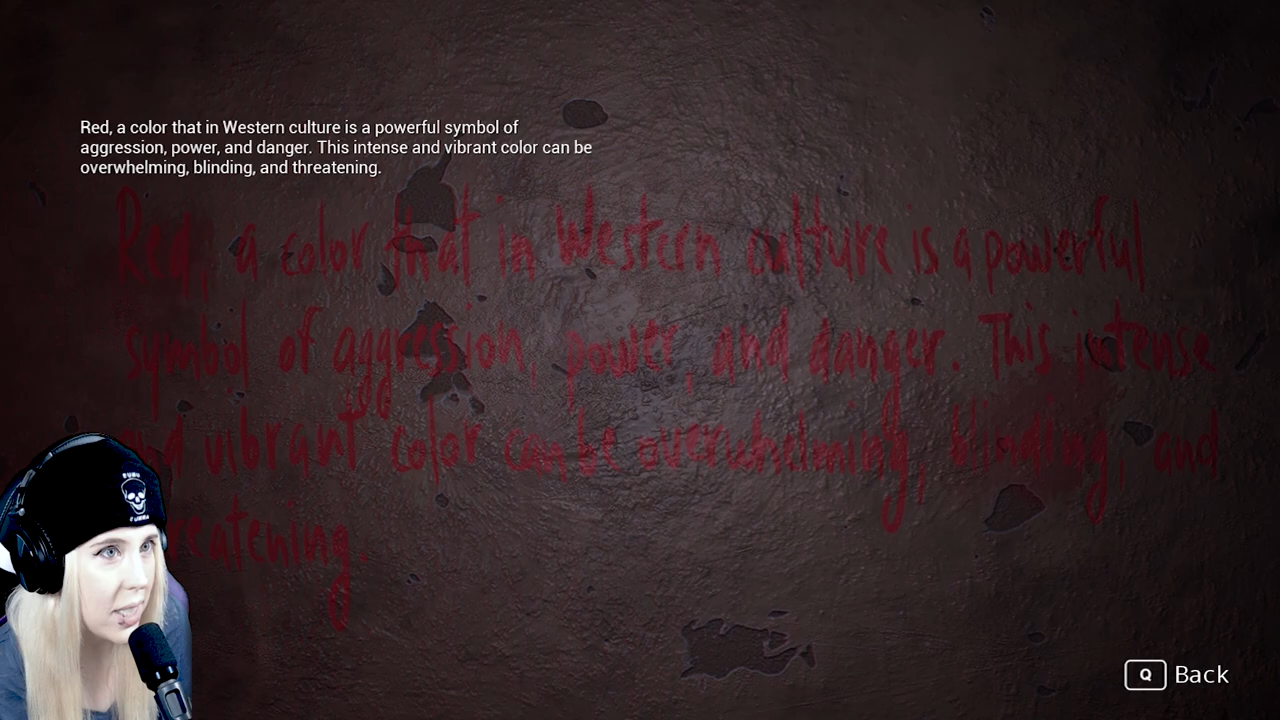 Red, a color that in Western culture is a powerful symbol of
aggression, power, and danger. This intense and vibrant color can be
overwhelming, blinding, and threatening.
Red, a color that in Western culture is a powerful
symbol of aggression, power, and danger. This intense
and vibrant color can be overwhelming, blinding, and
reatening.
Q Back